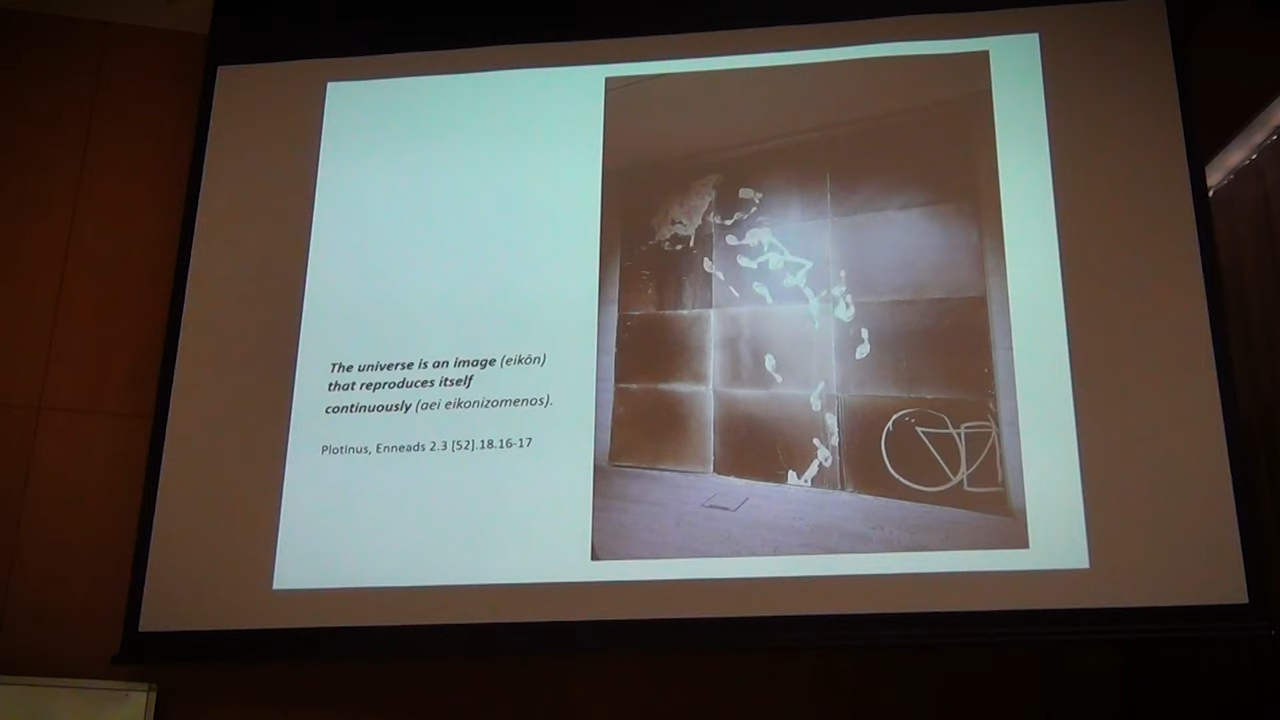 The universe is an image (eikōn)
that reproduces itself
continuously (aei eikonizomenos).
Plotinus, Enneads 2.3 [52].18.16-17